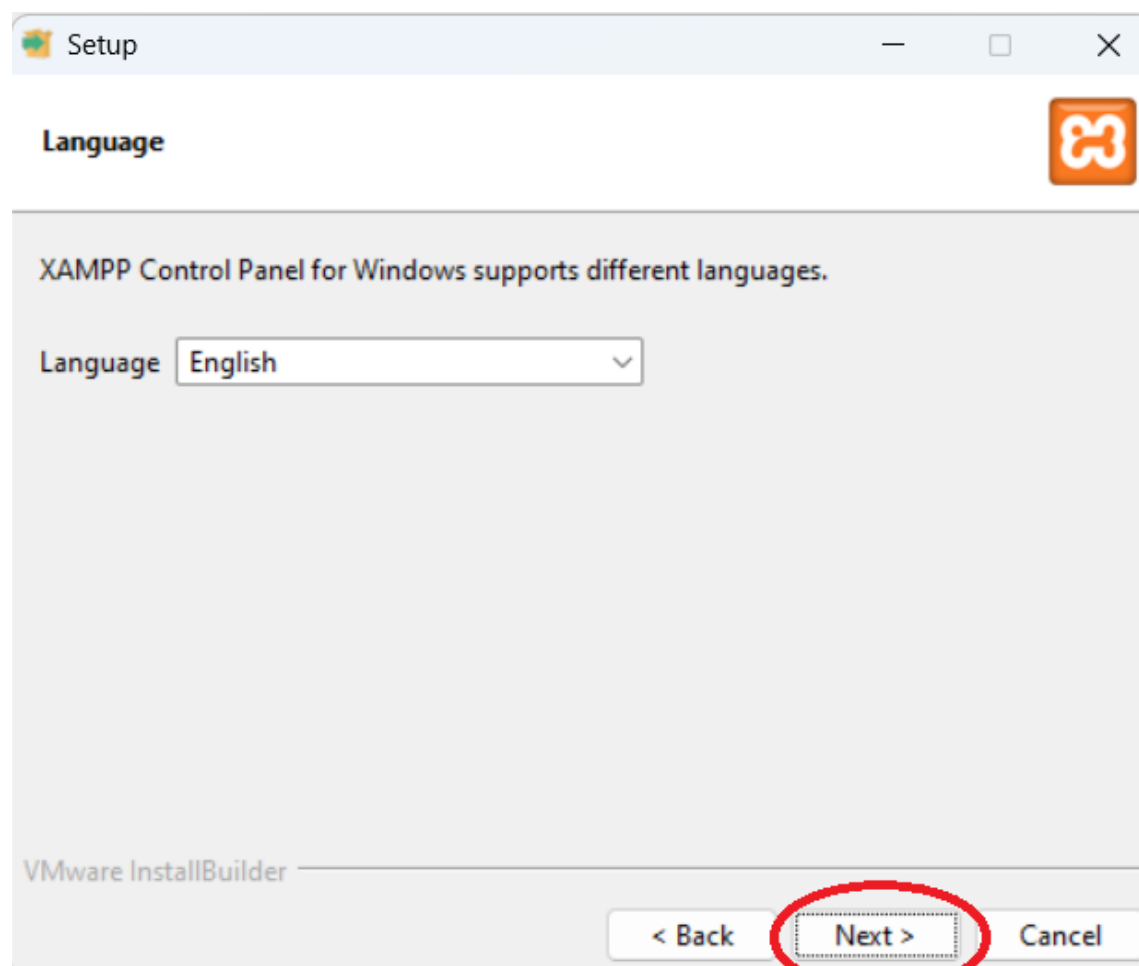 Setup
Language
XAMPP Control Panel for Windows supports different languages.
Language English
VMware InstallBuilder
< Back Next > Cancel